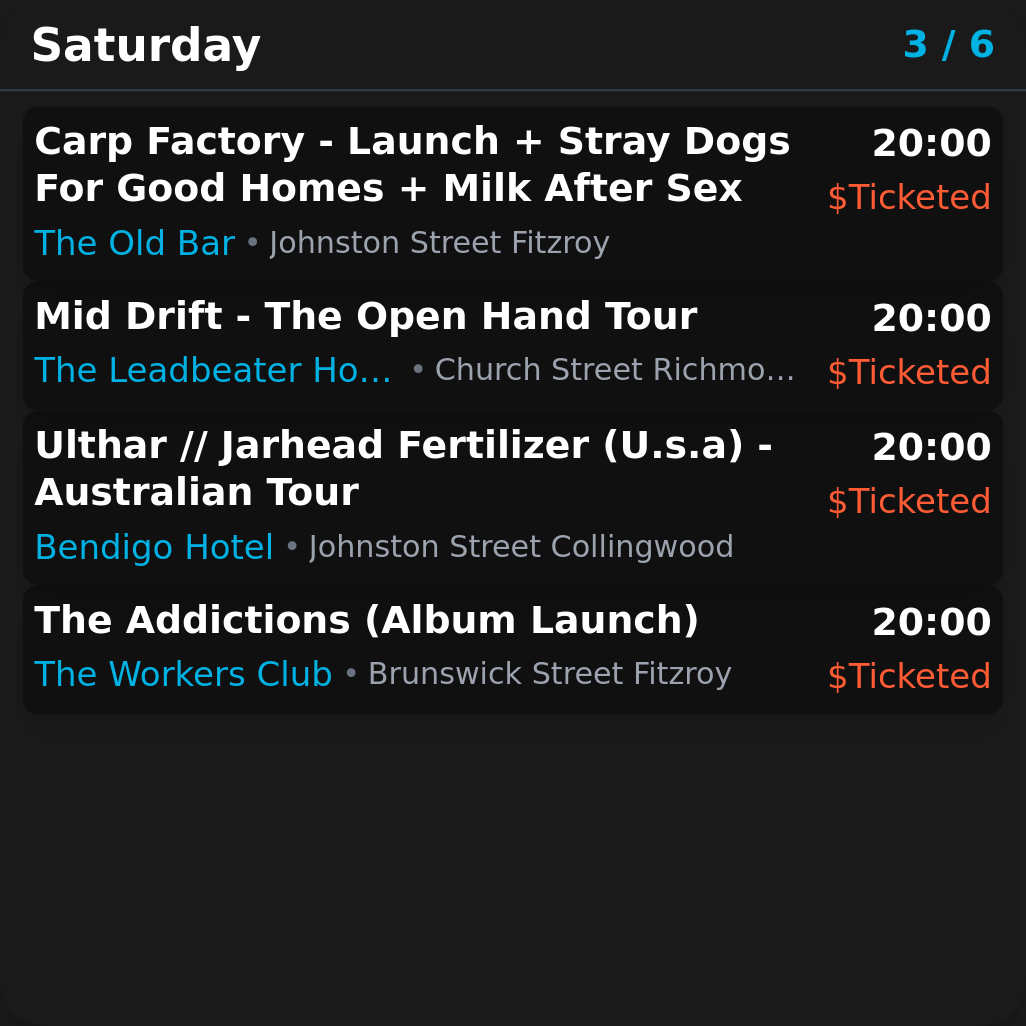 Saturday 3 / 6
Carp Factory - Launch + Stray Dogs 20:00
For Good Homes + Milk After Sex $Ticketed
The Old Bar • Johnston Street Fitzroy
Mid Drift - The Open Hand Tour 20:00
The Leadbeater Ho... • Church Street Richmo... $Ticketed
Ulthar // Jarhead Fertilizer (U.s.a) - 20:00
Australian Tour $Ticketed
Bendigo Hotel • Johnston Street Collingwood
The Addictions (Album Launch) 20:00
The Workers Club • Brunswick Street Fitzroy $Ticketed